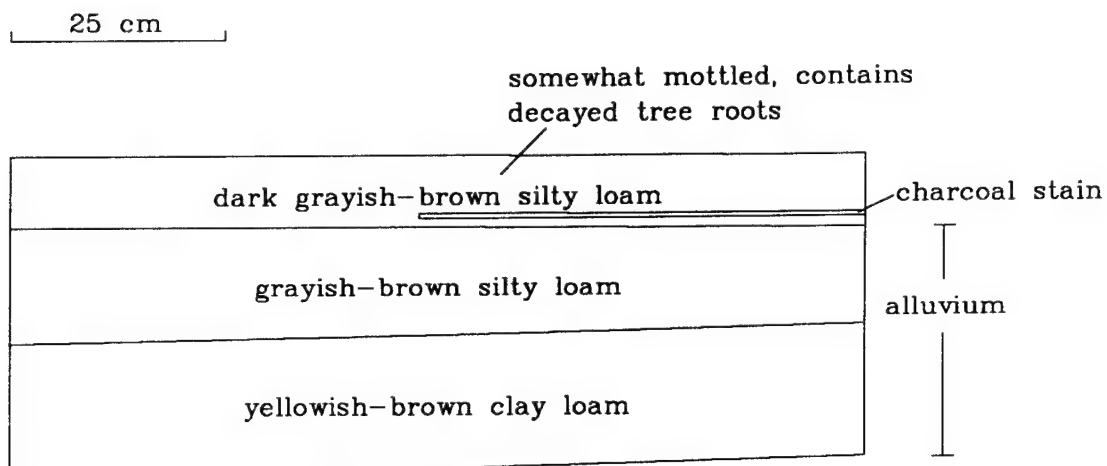 25 cm
somewhat mottled, contains
decayed tree roots
dark grayish-brown silty loam
charcoal stain
grayish-brown silty loam
alluvium
yellowish-brown clay loam